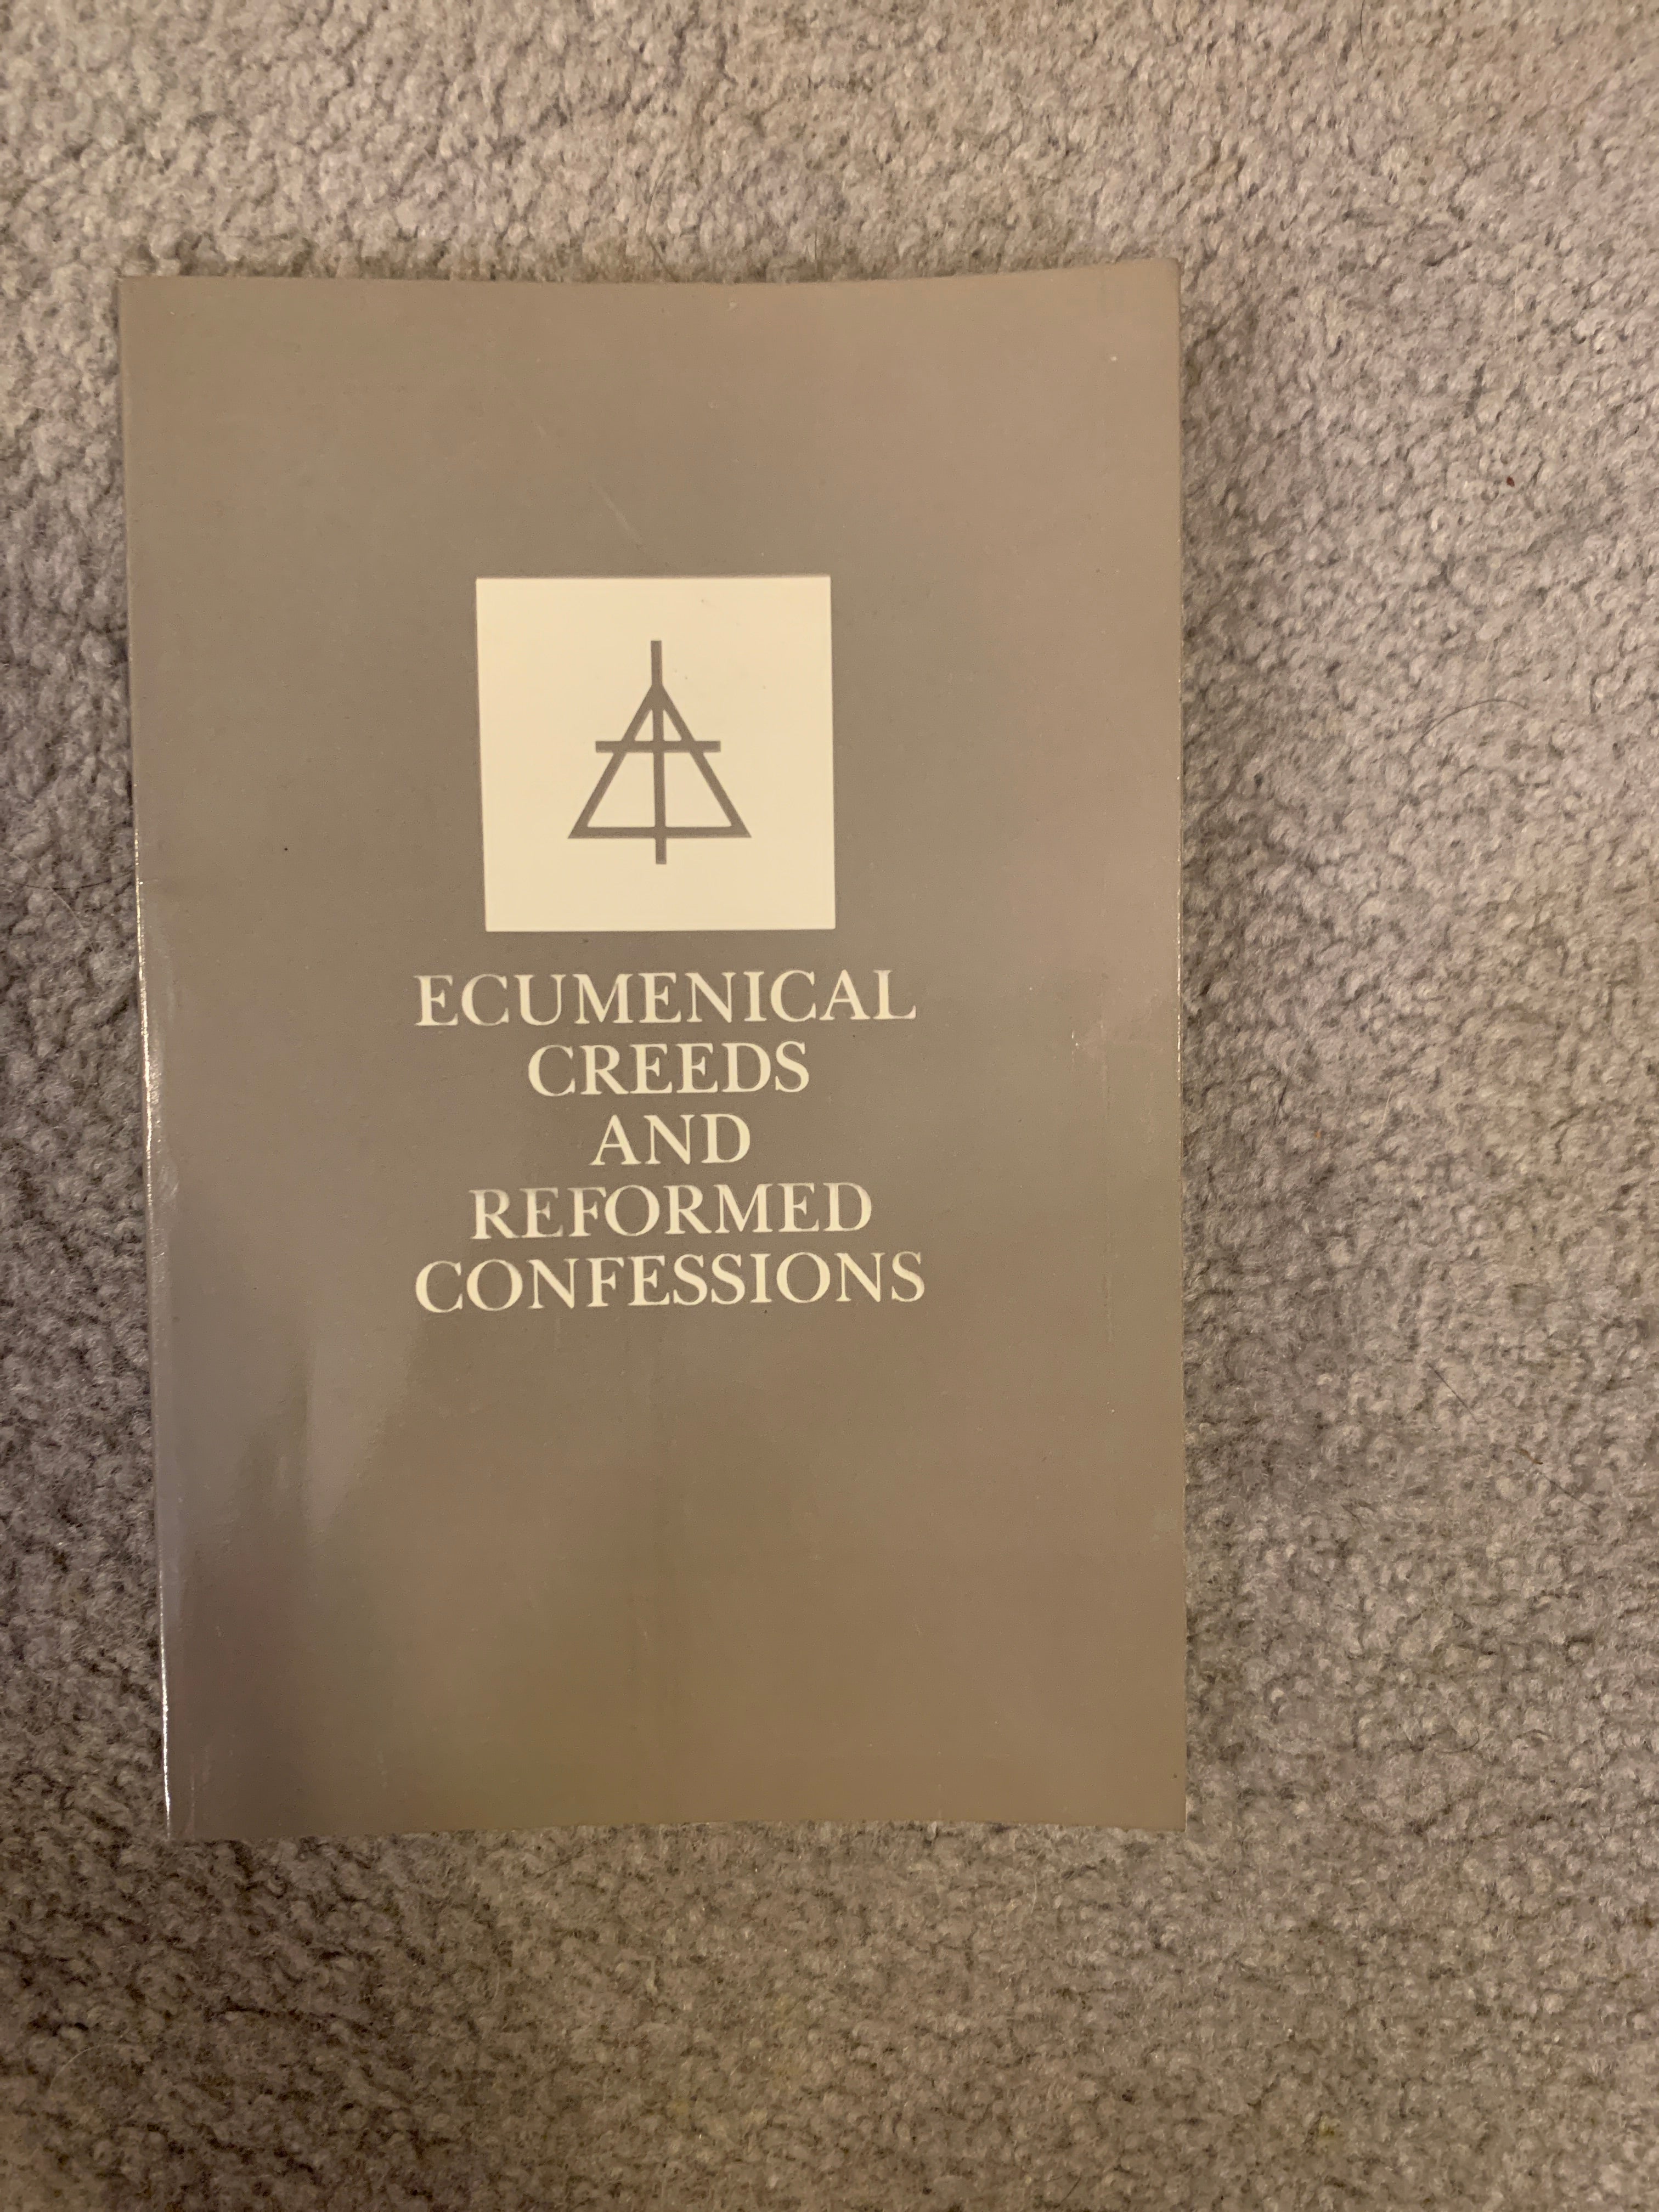 ECUMENICAL
CREEDS
AND
REFORMED
CONFESSIONS